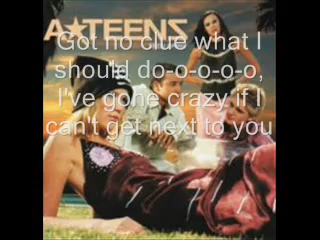 A★TEENS
Got no clue what I
should do-o-o-o-o,
I've gone crazy if I
can't get next to you